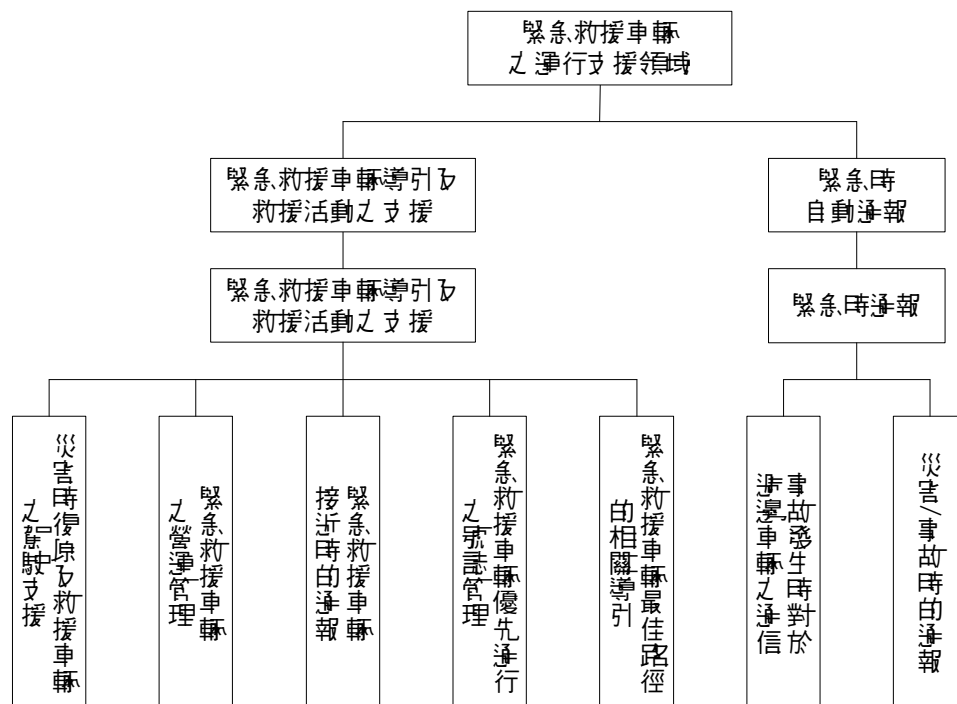 緊急救援車輛
之運行支援領域
緊急救援車輛導引及
救援活動之支援
緊急時
自動通報
緊急救援車輛導引及
救援活動之支援
緊急時通報
災害時復原及救援車輛
之駕駛支援
緊急救援車輛
之營運管理
緊急救援車輛
接近時的通報
緊急救援車輛優先通行
之號誌管理
緊急救援車輛最佳路徑
的相關導引
事故發生時對於
週邊車輛之通信
災害/事故時的通報